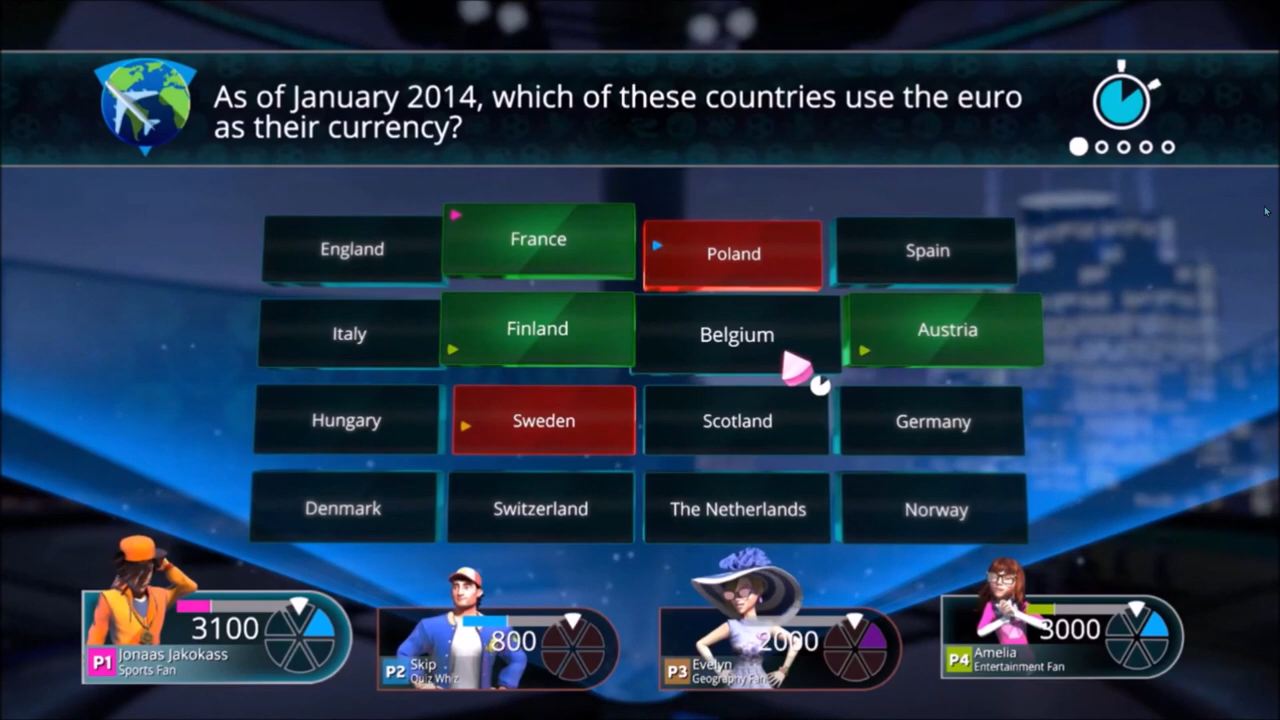 As of January 2014, which of these countries use the euro
as their currency?
England
France
Poland
Spain
Italy
Finland
Belgium
Austria
Hungary
Sweden
Scotland
Germany
Denmark
Switzerland
The Netherlands
Norway
3100
P1
Jonaas Jakokass
Sports Fan
800
P2
Skip
Quiz Whiz
2000
P3
Evelyn
Geography Fan
3000
P4
Amelia
Entertainment Fan